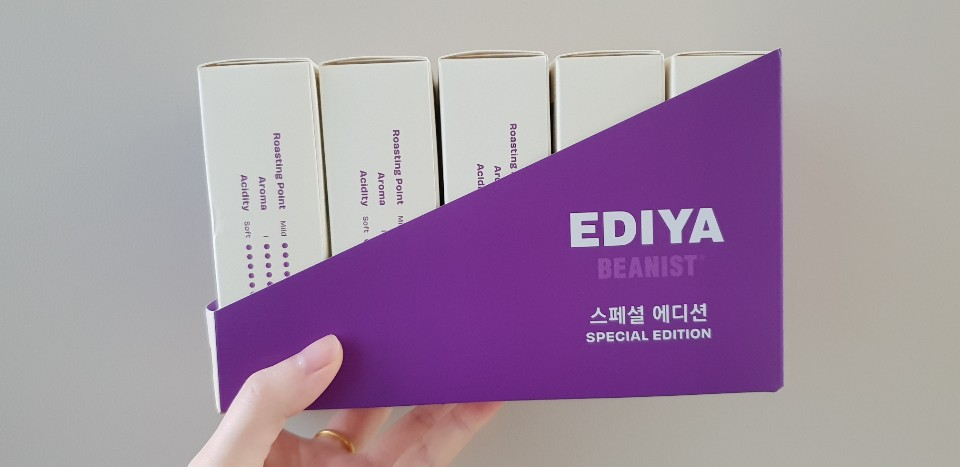 Roasting Point
Aroma
Acidity
Mild
Soft
Roasting Point
Aroma
Acidity
Soft
Roasting
EDIYA
BEANIST
스페셜 에디션
SPECIAL EDITION